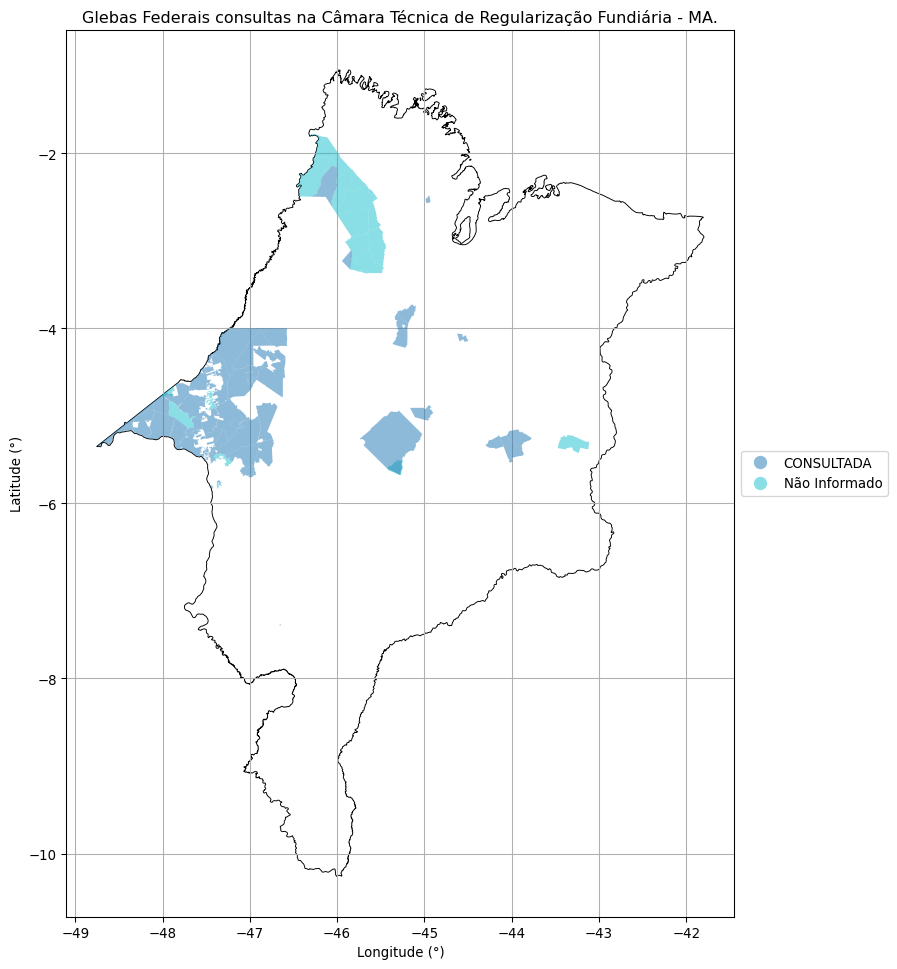 Glebas Federais consultas na Câmara Técnica de Regularização Fundiária - MA.
−2
−4
−6
−8
−10
Latitude (°)
−49
−48
−47
−46
−45
−44
−43
−42
Longitude (°)
CONSULTADA
Não Informado